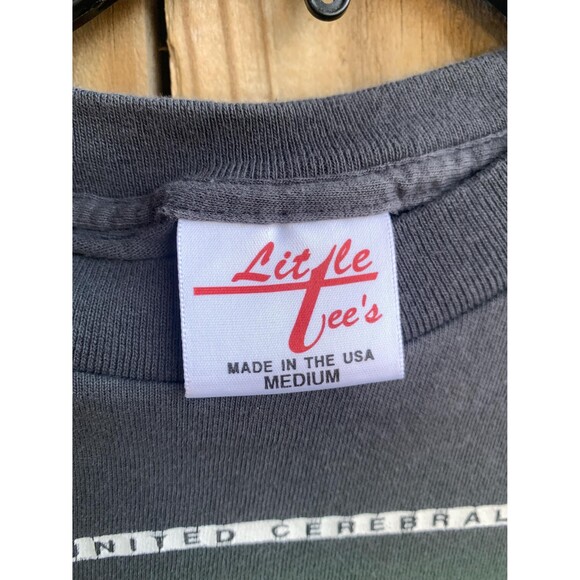 Little
Tee's
MADE IN THE USA
MEDIUM
UNITED CEREBRAL